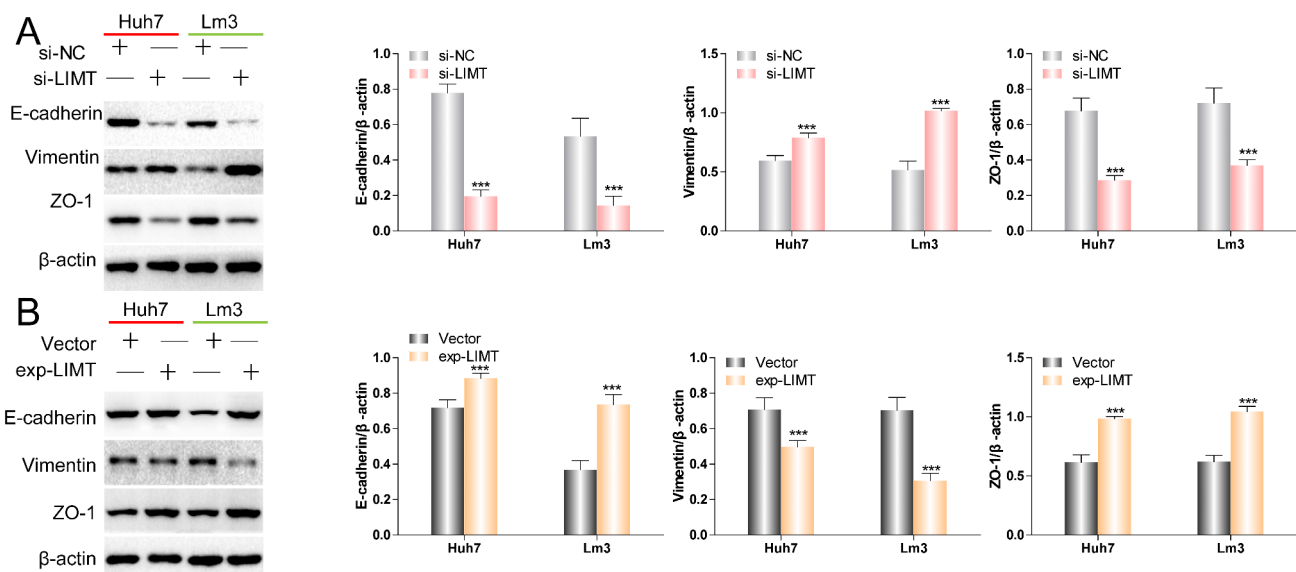 A
Huh7 Lm3
si-NC + — + —
si-LIMT — + — +
E-cadherin
Vimentin
ZO-1
β-actin
si-NC
si-LIMT
E-cadherin/β -actin
1.0
0.8
0.6
0.4
0.2
0.0
***
***
Huh7 Lm3
si-NC
si-LIMT
Vimentin/β -actin
1.5
1.0
0.5
0.0
***
***
Huh7 Lm3
si-NC
si-LIMT
ZO-1/β -actin
1.0
0.8
0.6
0.4
0.2
0.0
***
***
Huh7 Lm3
B
Huh7 Lm3
Vector + — + —
exp-LIMT — + — +
E-cadherin
Vimentin
ZO-1
β-actin
Vector
exp-LIMT
E-cadherin/β -actin
1.0
0.8
0.6
0.4
0.2
0.0
***
***
Huh7 Lm3
Vector
exp-LIMT
Vimentin/β -actin
1.0
0.8
0.6
0.4
0.2
0.0
***
***
Huh7 Lm3
Vector
exp-LIMT
ZO-1/β -actin
1.5
1.0
0.5
0.0
***
***
Huh7 Lm3